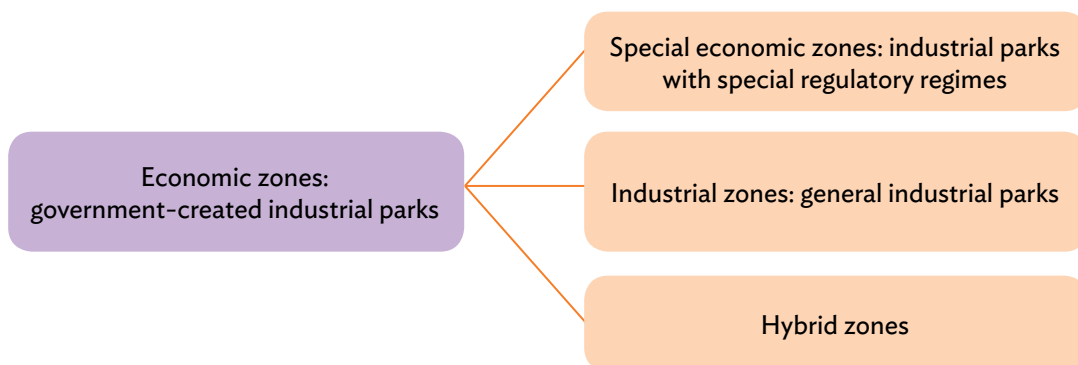 Economic zones:
government-created industrial parks
Special economic zones: industrial parks
with special regulatory regimes
Industrial zones: general industrial parks
Hybrid zones